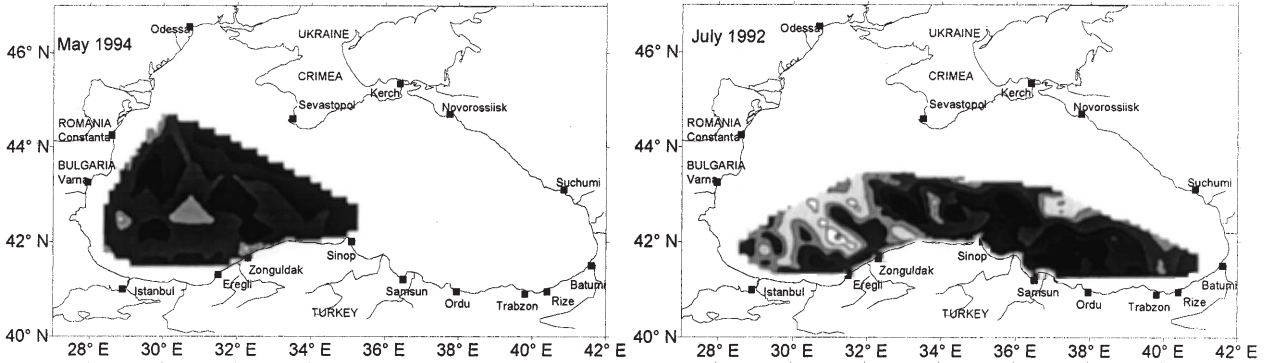 46° N
May 1994
Odessa
UKRAINE
CRIMEA
Kerch
Sevastopol
Novorossiisk
ROMANIA
Constanta
44° N
BULGARIA
Varna
Suchumi
42° N
Sinop
Zonguldak
Eregli
Istanbul
Samsun
Ordu
Trabzon
Rize
Batumi
TURKEY
40° N
28° E 30° E 32° E 34° E 36° E 38° E 40° E 42° E
46° N
July 1992
Odessa
UKRAINE
CRIMEA
Kerch
Sevastopol
Novorossiisk
ROMANIA
Constanta
44° N
BULGARIA
Varna
Suchumi
42° N
Sinop
Zonguldak
Eregli
Istanbul
Samsun
Ordu
Trabzon
Rize
Batumi
TURKEY
40° N
28° E 30° E 32° E 34° E 36° E 38° E 40° E 42° E